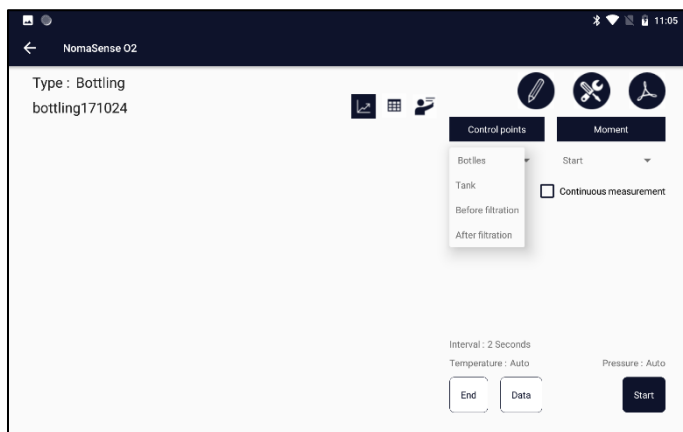 11:05
NomaSense O2
Type : Bottling
bottling171024
Control points
Moment
Botlles
Start
Tank
Continuous measurement
Before filtration
After filtration
Interval : 2 Seconds
Temperature : Auto
Pressure : Auto
End
Data
Start